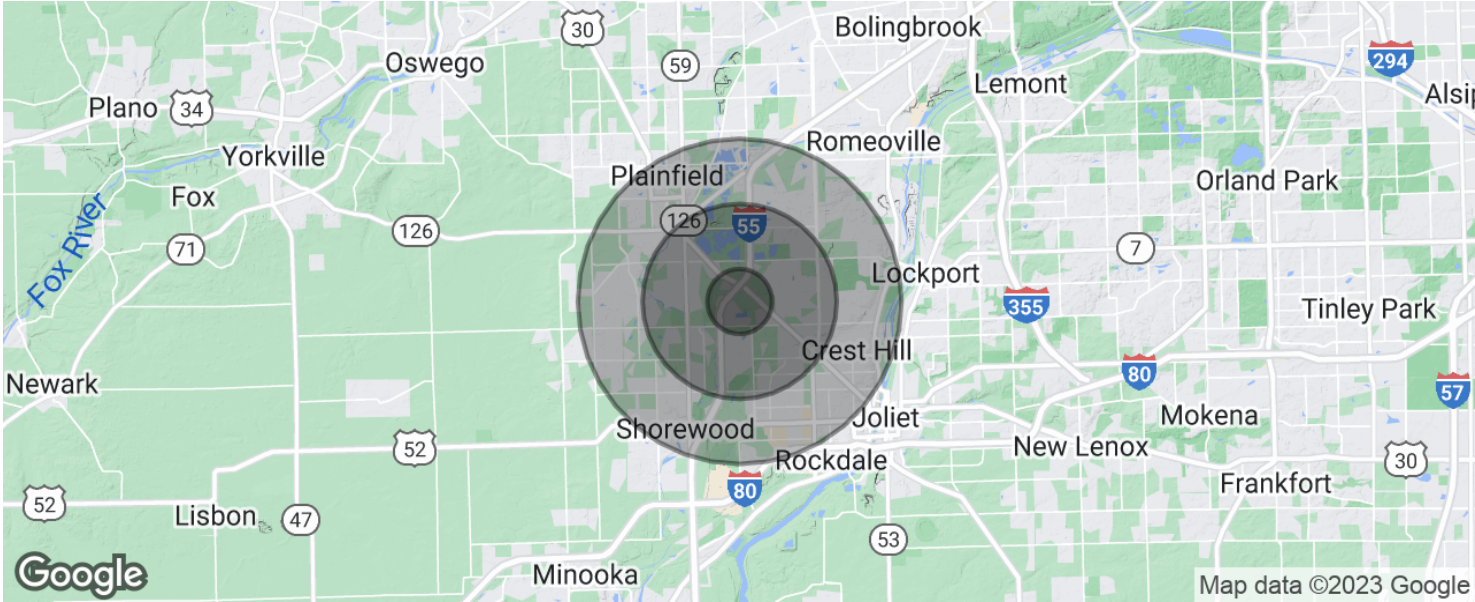 30
Bolingbrook
Oswego
59
294
Lemont
Alsip
Plano
34
Romeoville
Yorkville
Plainfield
Orland Park
Fox
126
55
126
71
7
Fox River
Lockport
355
Tinley Park
Crest Hill
Newark
80
57
Joliet
Mokena
Shorewood
52
New Lenox
Rockdale
30
80
Frankfort
52
Lisbon
47
53
Minooka
Google
Map data ©2023 Google